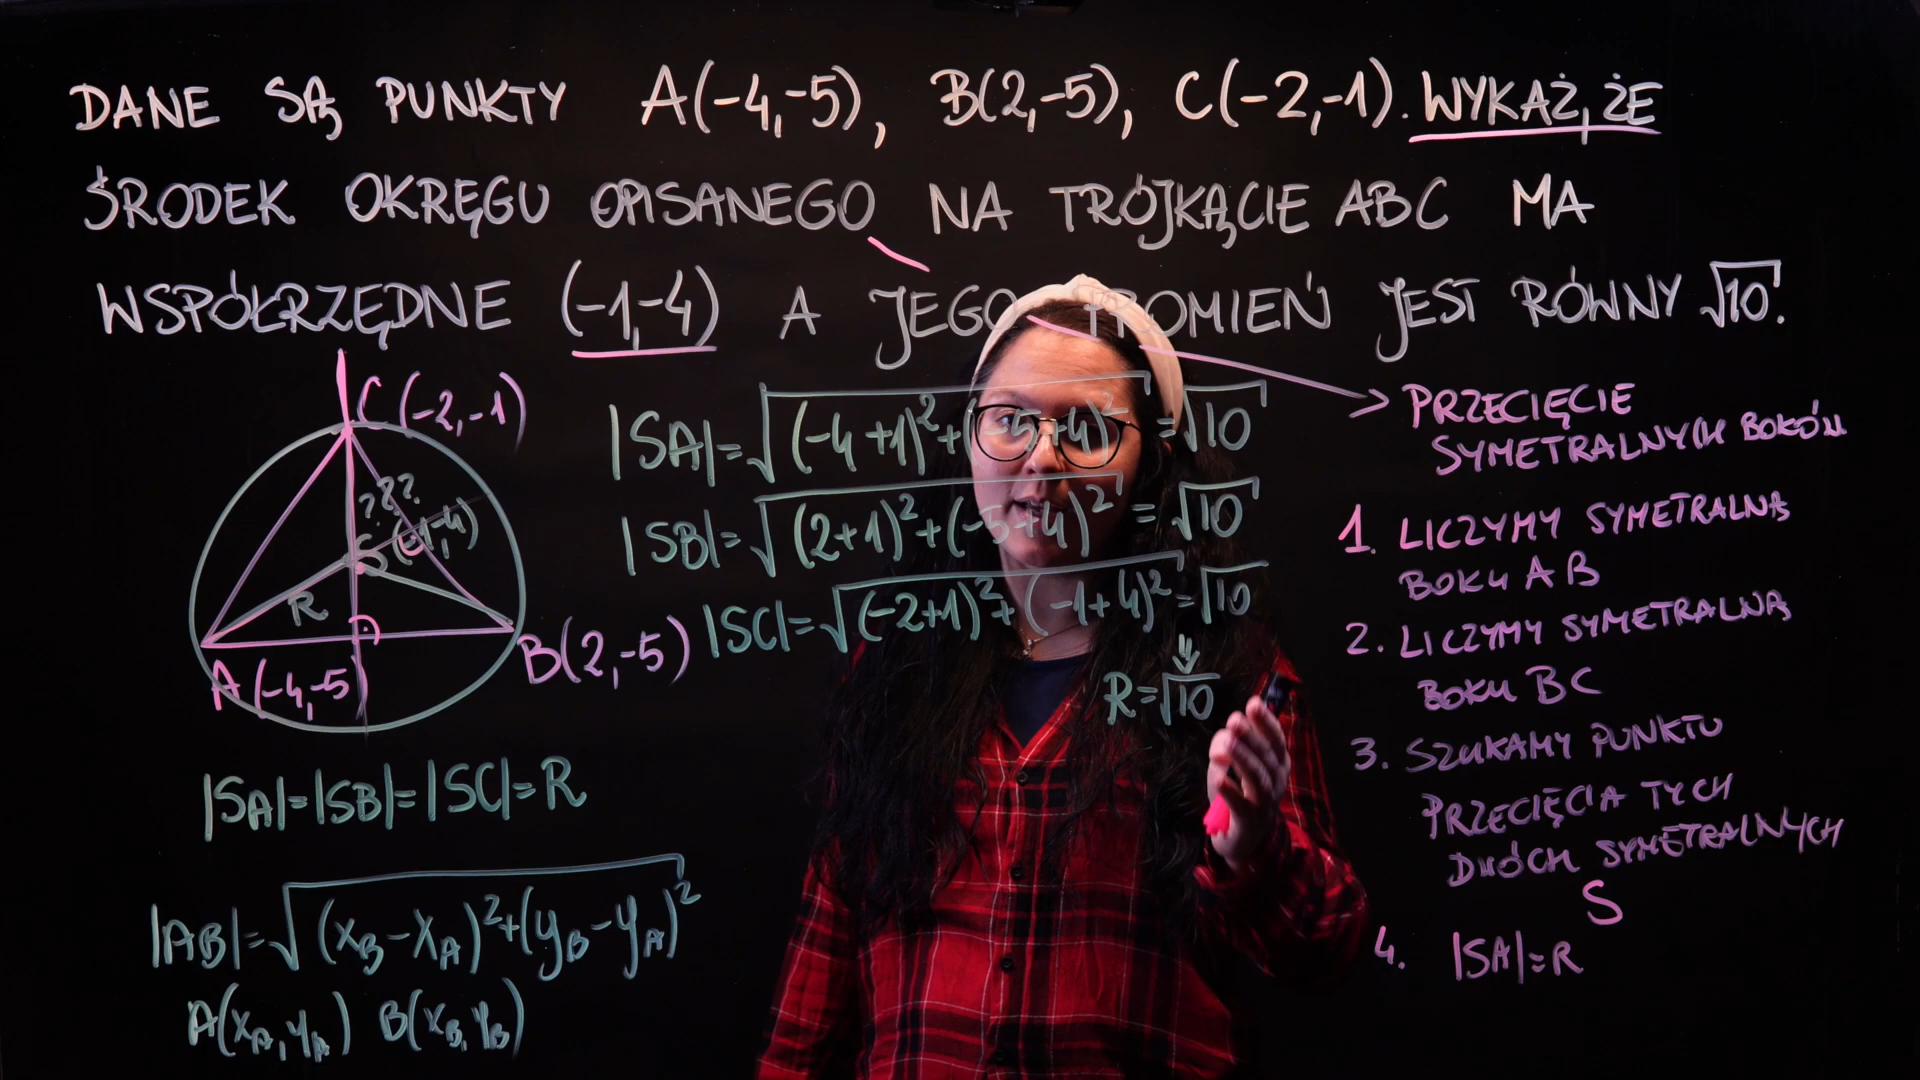 DANE SĄ PUNKTY A(-4,-5), B(2,-5), C(-2,-1). WYKAŻ, ŻE
ŚRODEK OKRĘGU OPISANEGO NA TRÓJKĄCIE ABC MA
WSPÓŁRZĘDNE (-1,-4) A JEGO PROMIEŃ JEST RÓWNY √10.
C(-2,-1)
???
S(-1,-4)
R
A(-4,-5)
B(2,-5)
|SA|=|SB|=|SC|=R
|AB|=√(x_B-x_A)²+(y_B-y_A)²
A(x_A,y_A) B(x_B,y_B)
|SA|=√(-4+1)²+(-5+4)²=√10
|SB|=√(2+1)²+(-5+4)²=√10
|SC|=√(-2+1)²+(-1+4)²=√10
⇓
R=√10
→ PRZECIĘCIE
SYMETRALNYCH BOKÓW
1. LICZYMY SYMETRALNĄ
BOKU AB
2. LICZYMY SYMETRALNĄ
BOKU BC
3. SZUKAMY PUNKTU
PRZECIĘCIA TYCH
DWÓCH SYMETRALNYCH
S
4. |SA|=R